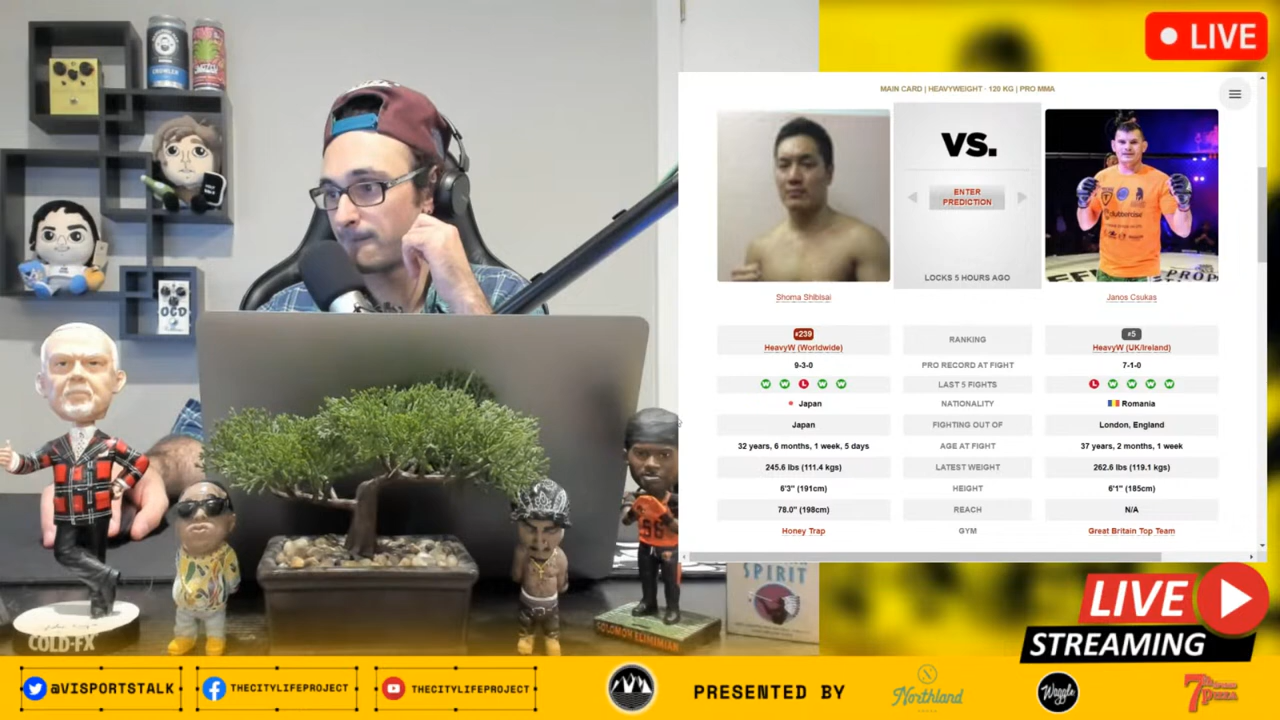 LIVE
MAIN CARD | HEAVYWEIGHT · 120 KG | PRO MMA
VS.
ENTER
PREDICTION
LOCKS 5 HOURS AGO
Shoma Shibisai
Janos Csukas
#239
HeavyW (Worldwide)
RANKING
#5
HeavyW (UK/Ireland)
9-3-0
PRO RECORD AT FIGHT
7-1-0
W W L W W
LAST 5 FIGHTS
L W W W W
Japan
NATIONALITY
Romania
Japan
FIGHTING OUT OF
London, England
32 years, 6 months, 1 week, 5 days
AGE AT FIGHT
37 years, 2 months, 1 week
245.6 lbs (111.4 kgs)
LATEST WEIGHT
262.6 lbs (119.1 kgs)
6'3" (191cm)
HEIGHT
6'1" (185cm)
78.0" (198cm)
REACH
N/A
Honey Trap
GYM
Great Britain Top Team
OCD
COLD-FX
SOLOMON ELIMIMIAN
SPIRIT
LIVE
STREAMING
@VISPORTSTALK
THECITYLIFEPROJECT
THECITYLIFEPROJECT
PRESENTED BY
Northland
Waggle